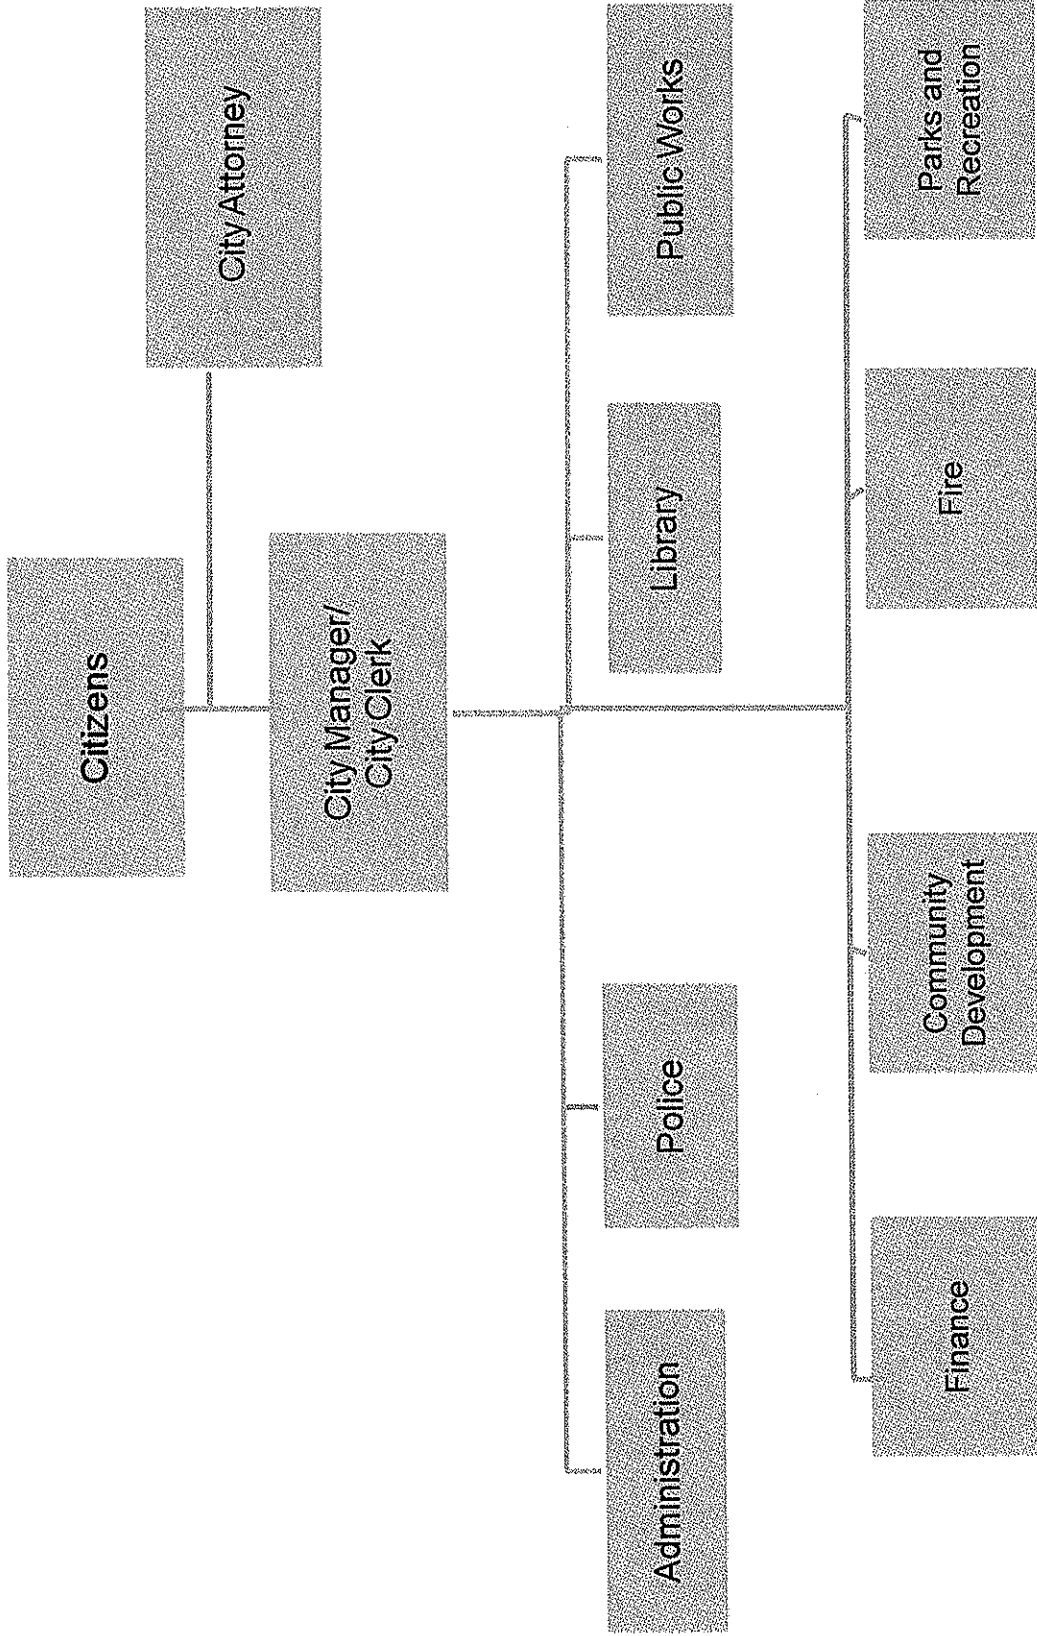 Citizens
City Attorney
City Manager/
City Clerk
Administration
Police
Library
Public Works
Finance
Community
Development
Fire
Parks and
Recreation